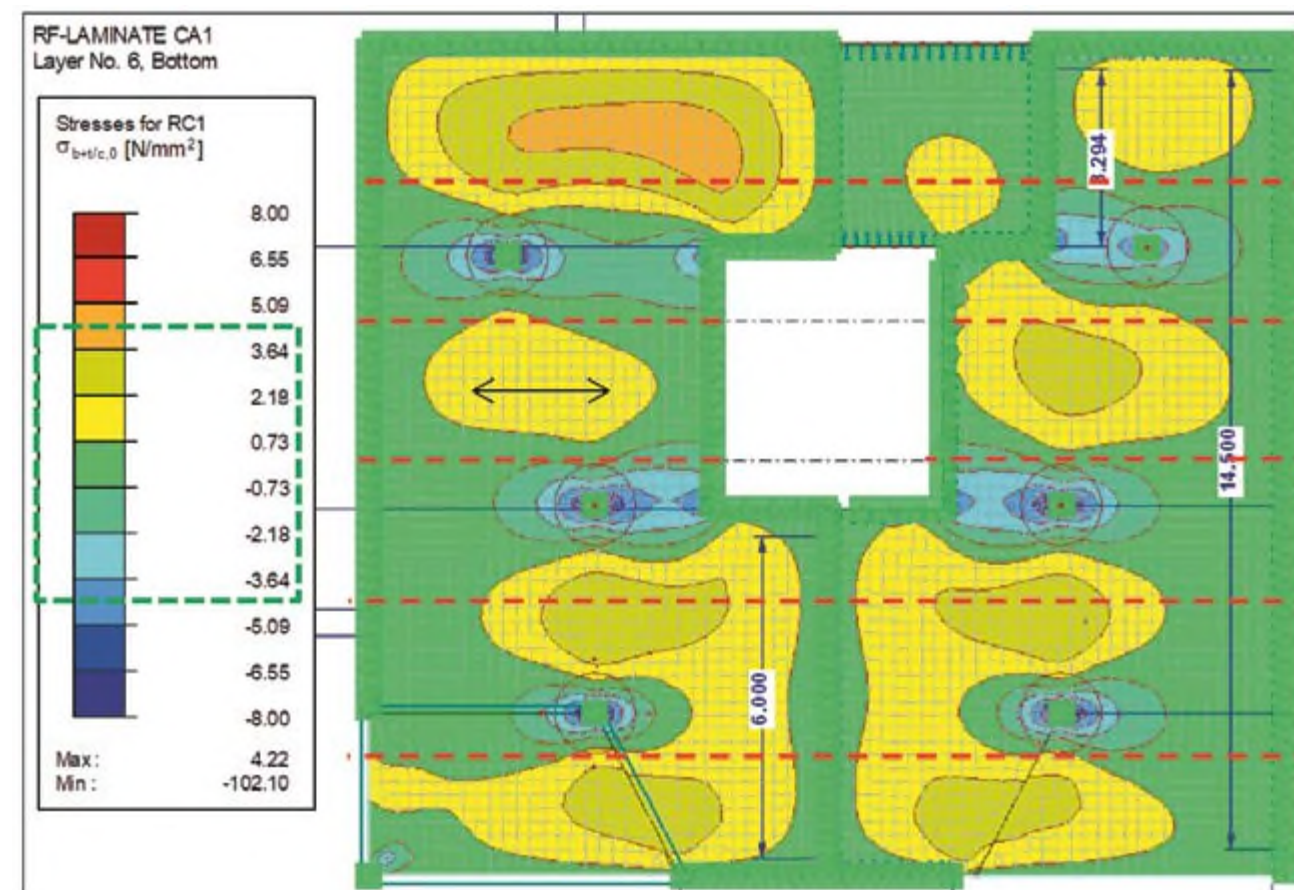 RF-LAMINATE CA1
Layer No. 6, Bottom
Stresses for RC1
σb+t/c,0 [N/mm²]
8.00
6.55
5.09
3.64
2.18
0.73
-0.73
-2.18
-3.64
-5.09
-6.55
-8.00
Max : 4.22
Min : -102.10
3.294
14.500
6.000